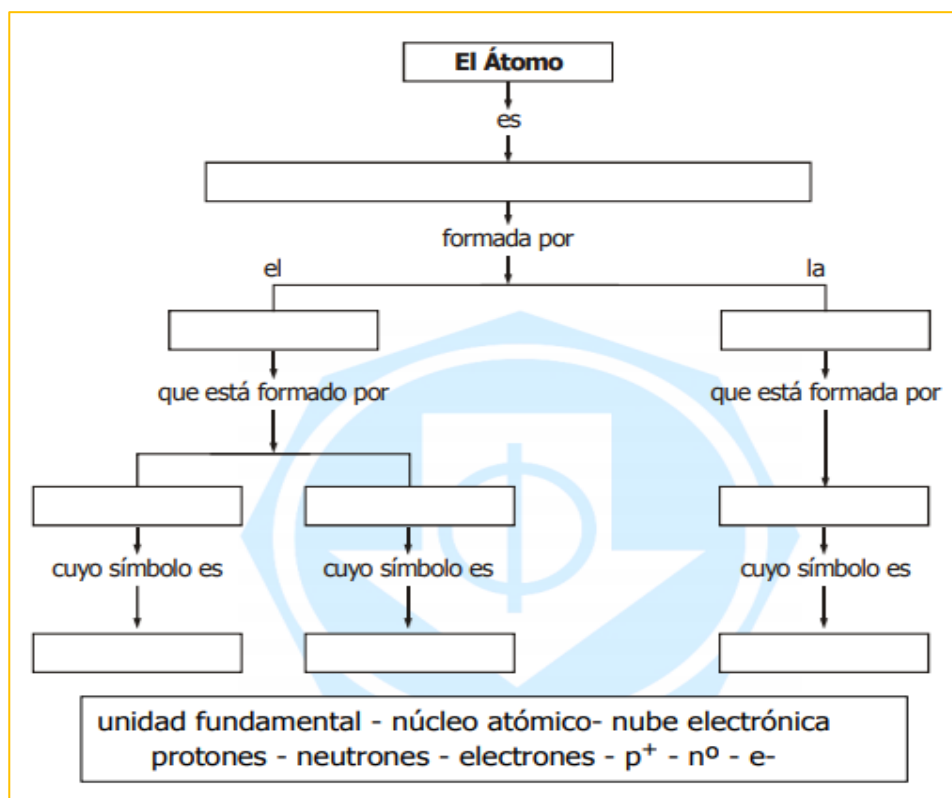 El Átomo
es
formada por
el
la
que está formado por
que está formada por
cuyo símbolo es
cuyo símbolo es
cuyo símbolo es
unidad fundamental - núcleo atómico- nube electrónica
protones - neutrones - electrones - p⁺ - nº - e-